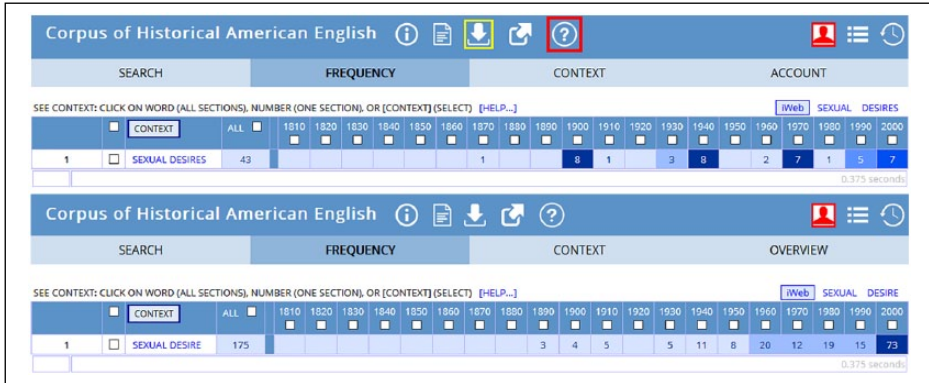 Corpus of Historical American English
SEARCH FREQUENCY CONTEXT ACCOUNT
SEE CONTEXT: CLICK ON WORD (ALL SECTIONS), NUMBER (ONE SECTION), OR [CONTEXT] (SELECT) [HELP...] iWeb SEXUAL DESIRES
CONTEXT ALL 1810 1820 1830 1840 1850 1860 1870 1880 1890 1900 1910 1920 1930 1940 1950 1960 1970 1980 1990 2000
1 SEXUAL DESIRES 43 1 8 1 3 8 2 7 1 5 7
0.375 seconds
Corpus of Historical American English
SEARCH FREQUENCY CONTEXT OVERVIEW
SEE CONTEXT: CLICK ON WORD (ALL SECTIONS), NUMBER (ONE SECTION), OR [CONTEXT] (SELECT) [HELP...] iWeb SEXUAL DESIRE
CONTEXT ALL 1810 1820 1830 1840 1850 1860 1870 1880 1890 1900 1910 1920 1930 1940 1950 1960 1970 1980 1990 2000
1 SEXUAL DESIRE 175 3 4 5 5 11 8 20 12 19 15 73
0.375 seconds